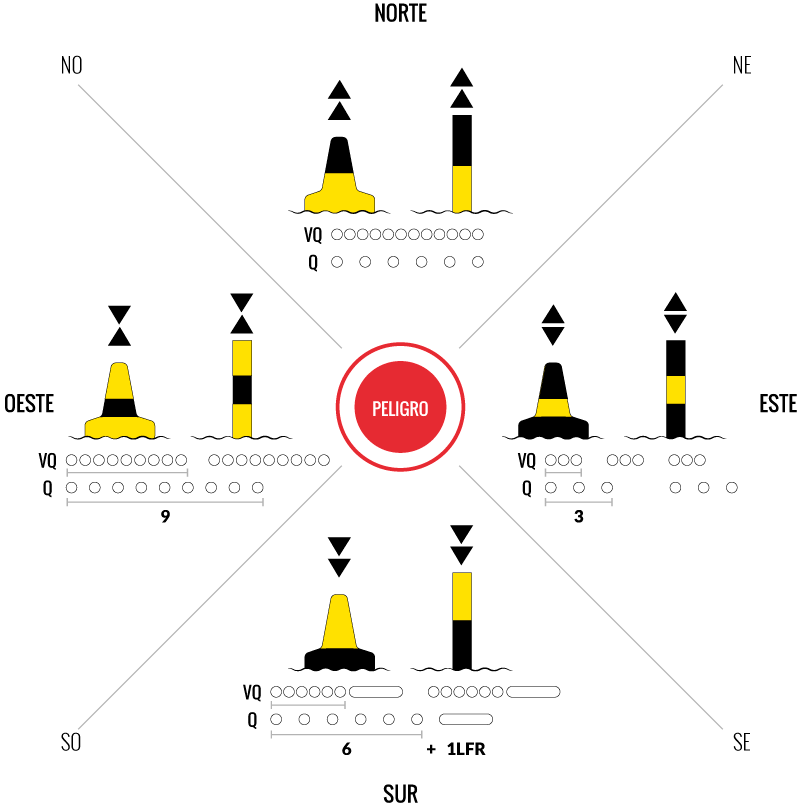 NORTE
NO
NE
VQ
Q
OESTE
PELIGRO
ESTE
VQ
Q
9
VQ
Q
3
VQ
Q
6 + 1LFR
SO
SE
SUR